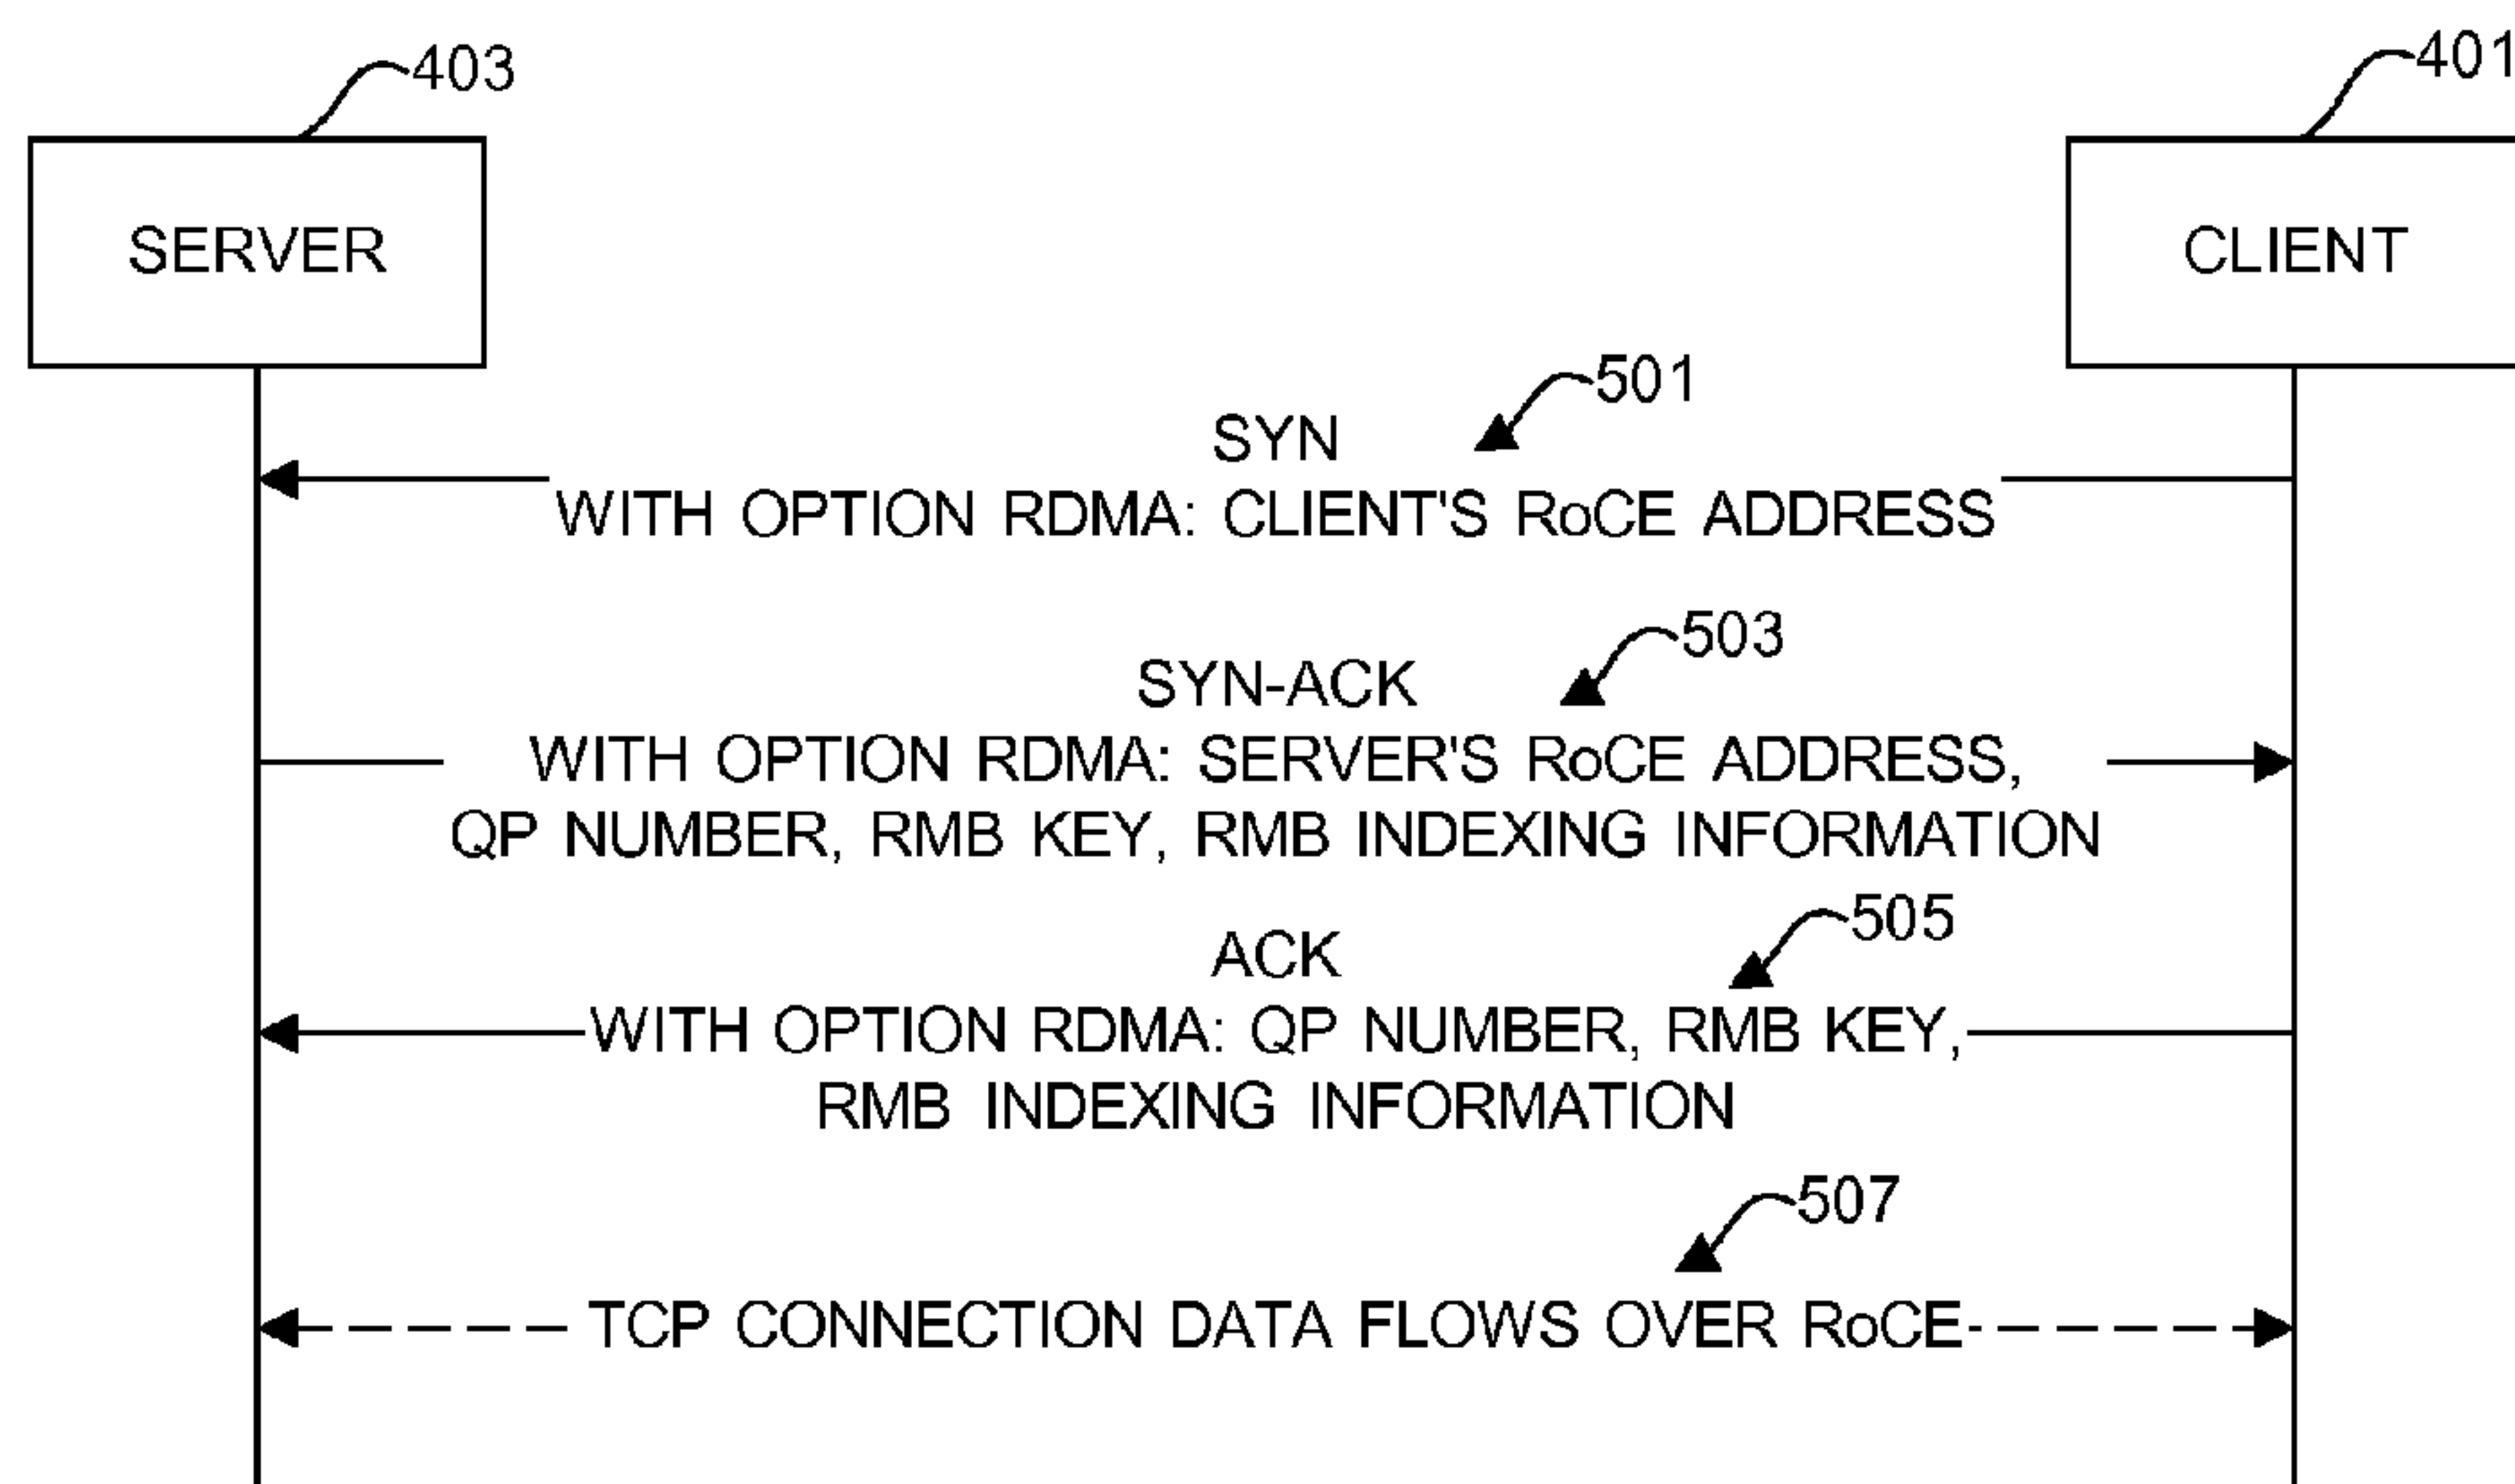 403
401
SERVER
CLIENT
501
SYN
WITH OPTION RDMA: CLIENT'S RoCE ADDRESS
503
SYN-ACK
WITH OPTION RDMA: SERVER'S RoCE ADDRESS,
QP NUMBER, RMB KEY, RMB INDEXING INFORMATION
505
ACK
WITH OPTION RDMA: QP NUMBER, RMB KEY,
RMB INDEXING INFORMATION
507
TCP CONNECTION DATA FLOWS OVER RoCE